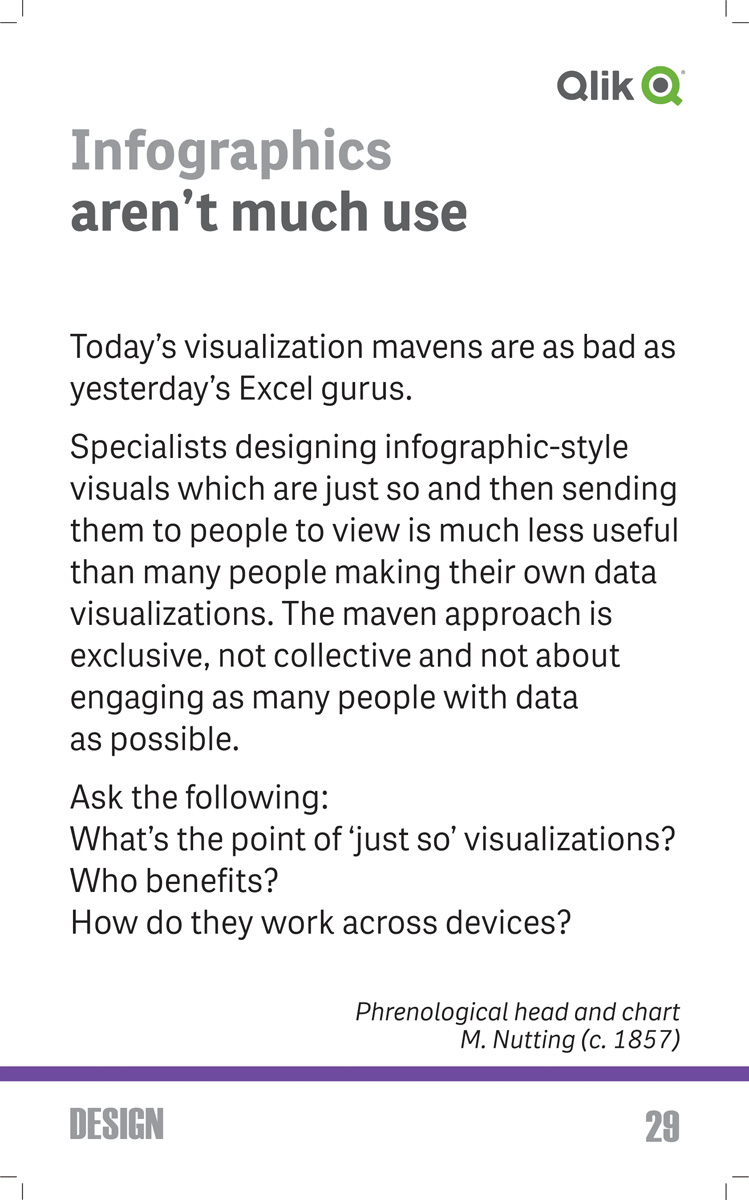 Qlik
Infographics
aren’t much use
Today’s visualization mavens are as bad as
yesterday’s Excel gurus.
Specialists designing infographic-style
visuals which are just so and then sending
them to people to view is much less useful
than many people making their own data
visualizations. The maven approach is
exclusive, not collective and not about
engaging as many people with data
as possible.
Ask the following:
What’s the point of ‘just so’ visualizations?
Who benefits?
How do they work across devices?
Phrenological head and chart
M. Nutting (c. 1857)
DESIGN
29